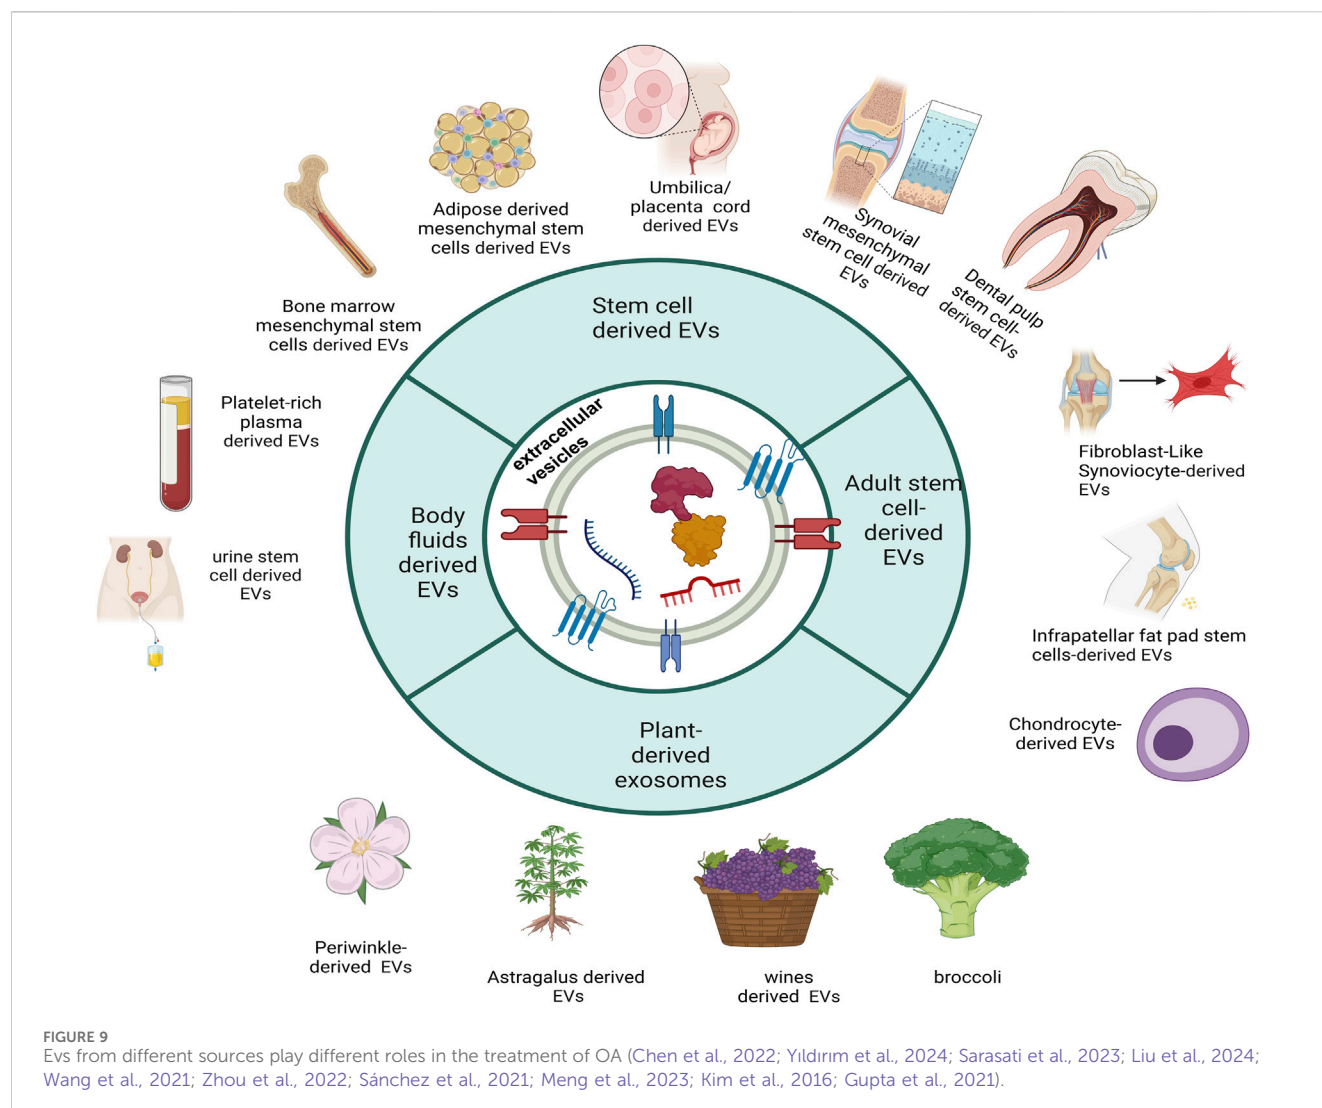 Umbilica/
placenta cord
derived EVs
Adipose derived
mesenchymal stem
cells derived EVs
Synovial
mesenchymal
stem cell derived
EVs
Dental pulp
stem cell-
derived EVs
Bone marrow
mesenchymal stem
cells derived EVs
Stem cell
derived EVs
Platelet-rich
plasma
derived EVs
extracellular
vesicles
Fibroblast-Like
Synoviocyte-derived
EVs
Adult stem
cell-
derived
EVs
Body
fluids
derived
EVs
urine stem
cell derived
EVs
Infrapatellar fat pad stem
cells-derived EVs
Chondrocyte-
derived EVs
Plant-
derived
exosomes
Periwinkle-
derived EVs
Astragalus derived
EVs
wines
derived EVs
broccoli
FIGURE 9
Evs from different sources play different roles in the treatment of OA (Chen et al., 2022; Yıldırım et al., 2024; Sarasati et al., 2023; Liu et al., 2024;
Wang et al., 2021; Zhou et al., 2022; Sánchez et al., 2021; Meng et al., 2023; Kim et al., 2016; Gupta et al., 2021).